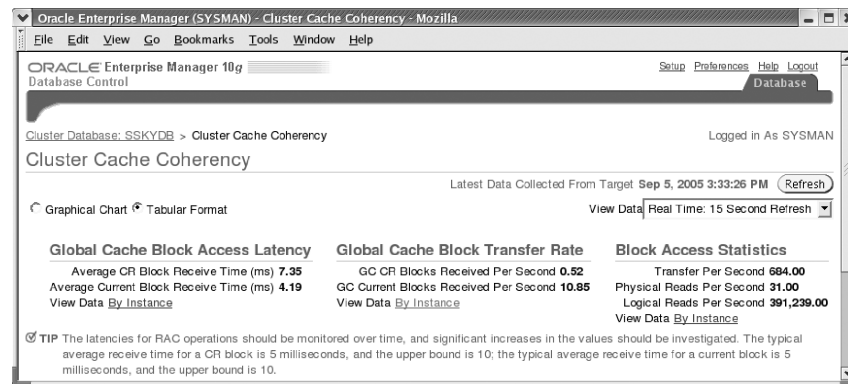 Oracle Enterprise Manager (SYSMAN) - Cluster Cache Coherency - Mozilla
File Edit View Go Bookmarks Tools Window Help
ORACLE Enterprise Manager 10g
Setup Preferences Help Logout
Database Control
Database
Cluster Database: SSKYDB > Cluster Cache Coherency
Logged in As SYSMAN
Cluster Cache Coherency
Latest Data Collected From Target Sep 5, 2005 3:33:26 PM Refresh
Graphical Chart Tabular Format
View Data Real Time: 15 Second Refresh
Global Cache Block Access Latency
Average CR Block Receive Time (ms) 7.35
Average Current Block Receive Time (ms) 4.19
View Data By Instance
Global Cache Block Transfer Rate
GC CR Blocks Received Per Second 0.52
GC Current Blocks Received Per Second 10.85
View Data By Instance
Block Access Statistics
Transfer Per Second 684.00
Physical Reads Per Second 31.00
Logical Reads Per Second 391,239.00
View Data By Instance
TIP The latencies for RAC operations should be monitored over time, and significant increases in the values should be investigated. The typical
average receive time for a CR block is 5 milliseconds, and the upper bound is 10; the typical average receive time for a current block is 5
milliseconds, and the upper bound is 10.